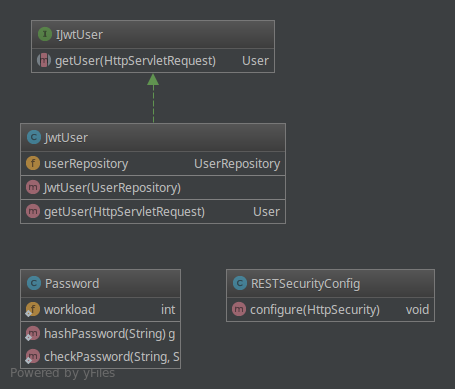 IJwtUser
getUser(HttpServletRequest) User
JwtUser
userRepository UserRepository
JwtUser(UserRepository)
getUser(HttpServletRequest) User
Password
workload int
hashPassword(String) g
checkPassword(String, S
RESTSecurityConfig
configure(HttpSecurity) void
Powered by yFiles